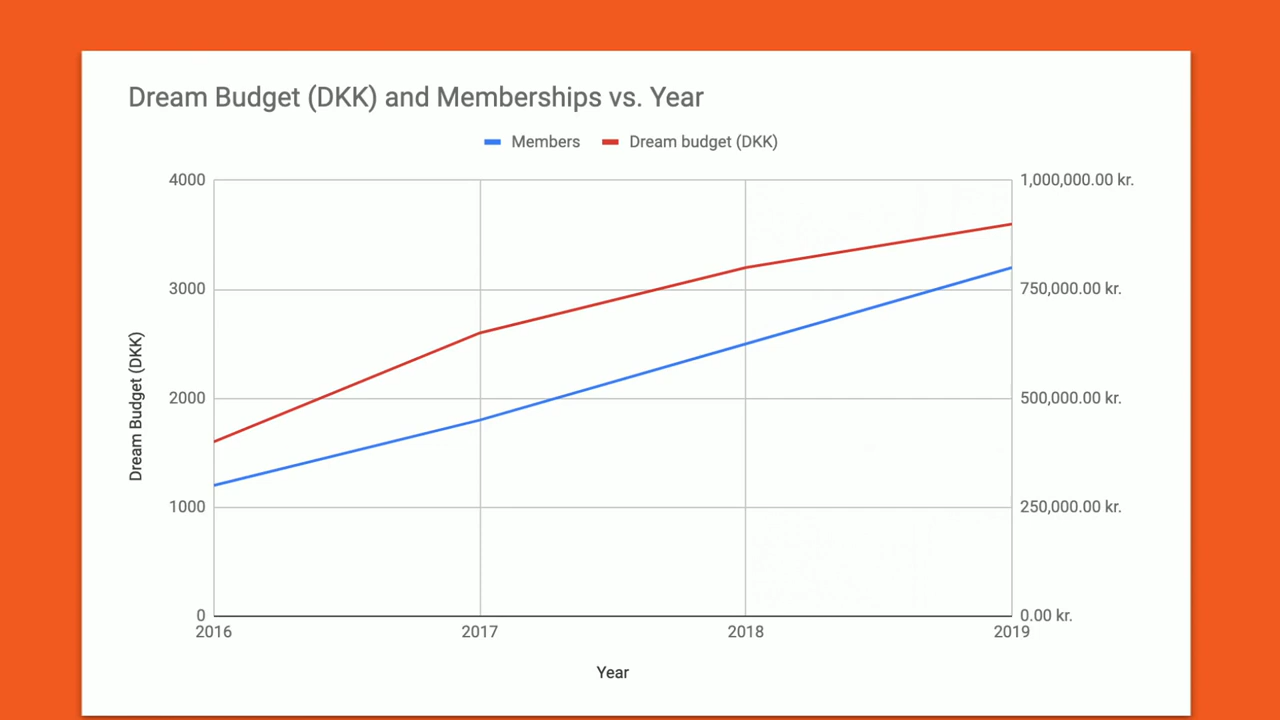 Dream Budget (DKK) and Memberships vs. Year
Members Dream budget (DKK)
4000 1,000,000.00 kr.
3000 750,000.00 kr.
2000 500,000.00 kr.
1000 250,000.00 kr.
0 0.00 kr.
Dream Budget (DKK)
2016 2017 2018 2019
Year